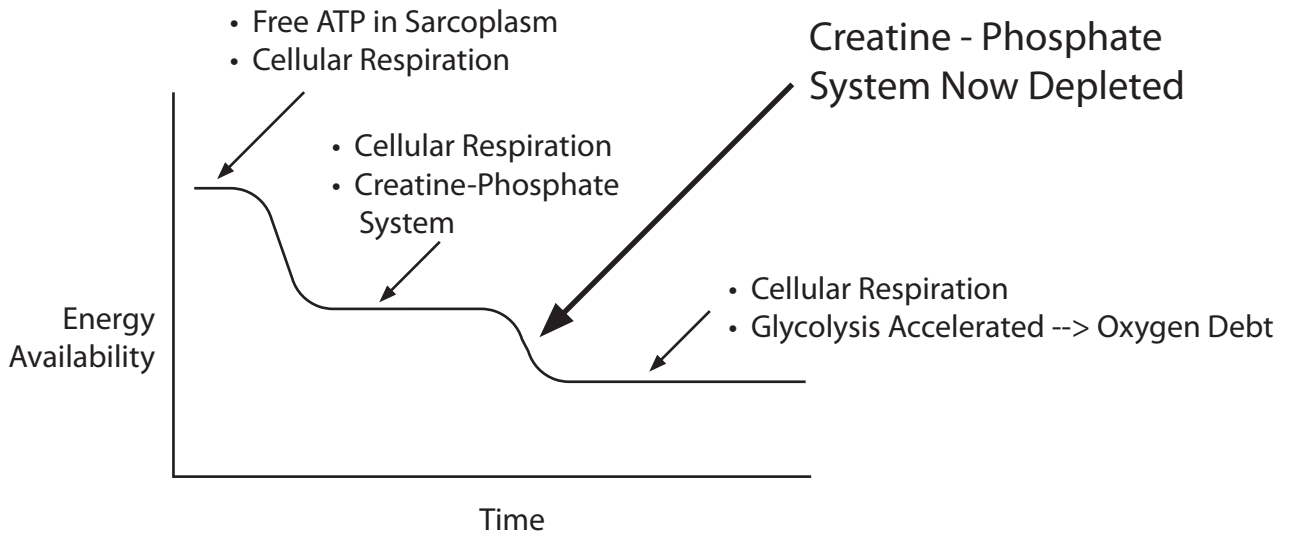 • Free ATP in Sarcoplasm
• Cellular Respiration
Creatine - Phosphate
System Now Depleted
• Cellular Respiration
• Creatine-Phosphate
System
• Cellular Respiration
• Glycolysis Accelerated --> Oxygen Debt
Energy
Availability
Time